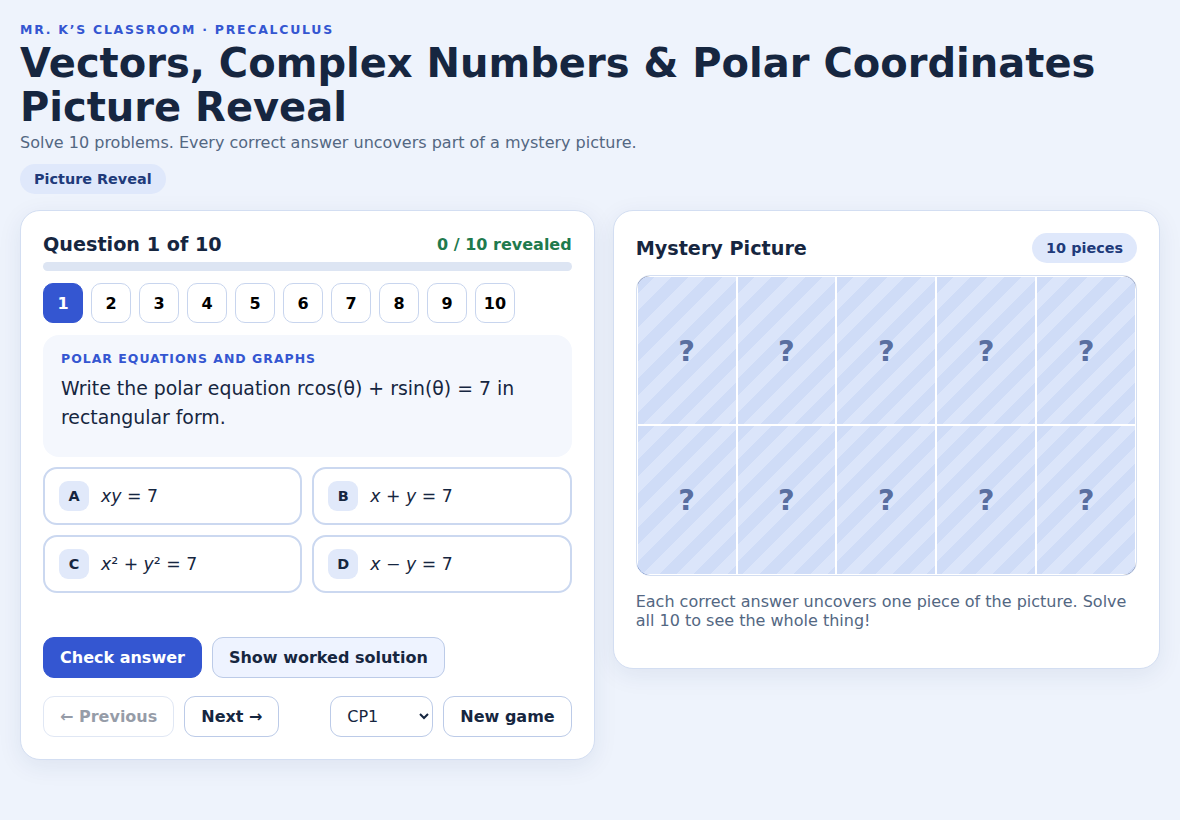 MR. K’S CLASSROOM · PRECALCULUS
Vectors, Complex Numbers & Polar Coordinates
Picture Reveal
Solve 10 problems. Every correct answer uncovers part of a mystery picture.
Picture Reveal
Question 1 of 10
0 / 10 revealed
1 2 3 4 5 6 7 8 9 10
POLAR EQUATIONS AND GRAPHS
Write the polar equation rcos(θ) + rsin(θ) = 7 in
rectangular form.
A xy = 7
B x + y = 7
C x² + y² = 7
D x − y = 7
Check answer
Show worked solution
← Previous
Next →
CP1
New game
Mystery Picture
10 pieces
? ? ? ? ?
? ? ? ? ?
Each correct answer uncovers one piece of the picture. Solve
all 10 to see the whole thing!